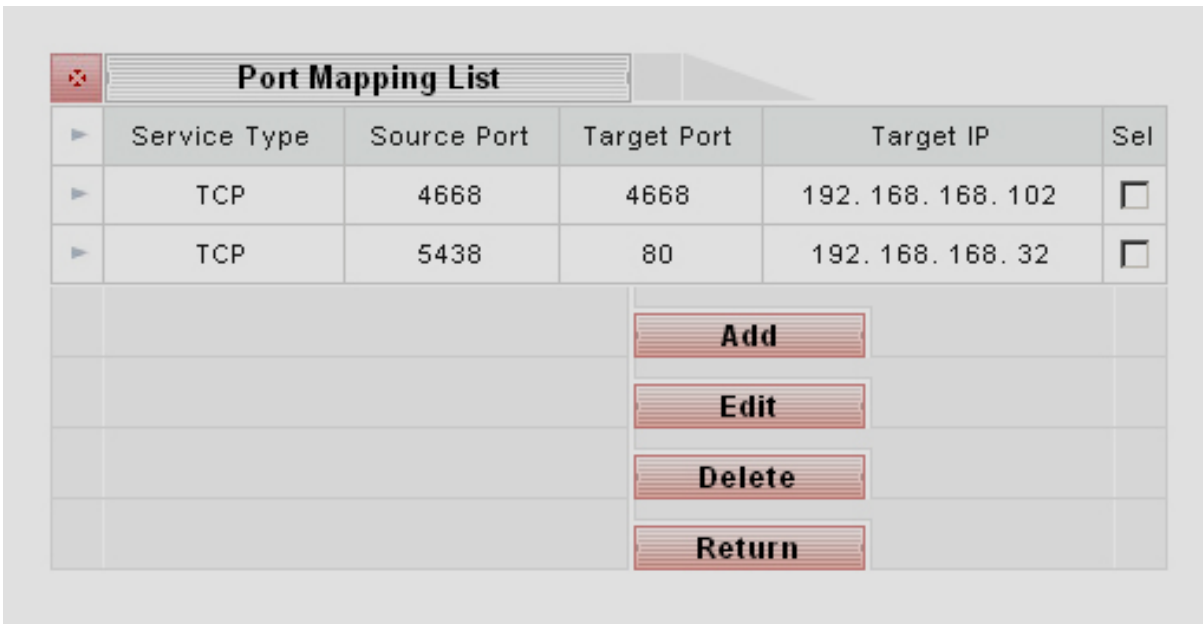 Port Mapping List
Service Type Source Port Target Port Target IP Sel
TCP 4668 4668 192. 168. 168. 102
TCP 5438 80 192. 168. 168. 32
Add
Edit
Delete
Return